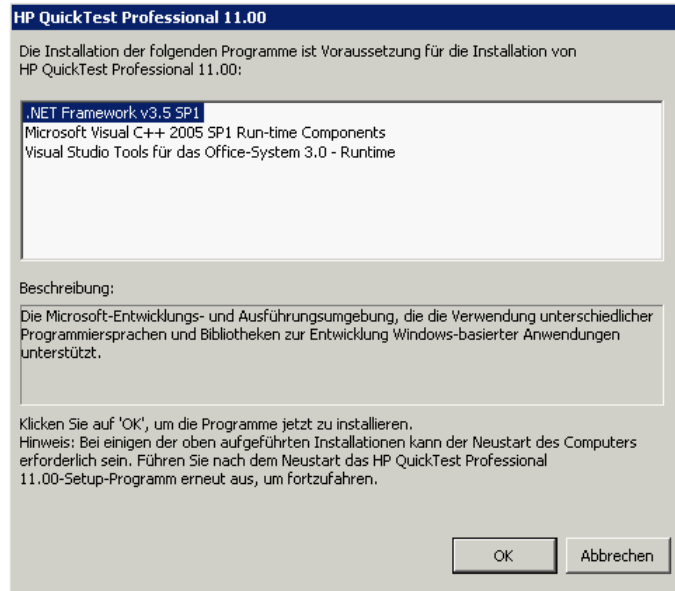 HP QuickTest Professional 11.00
Die Installation der folgenden Programme ist Voraussetzung für die Installation von
HP QuickTest Professional 11.00:
.NET Framework v3.5 SP1
Microsoft Visual C++ 2005 SP1 Run-time Components
Visual Studio Tools für das Office-System 3.0 - Runtime
Beschreibung:
Die Microsoft-Entwicklungs- und Ausführungsumgebung, die die Verwendung unterschiedlicher
Programmiersprachen und Bibliotheken zur Entwicklung Windows-basierter Anwendungen
unterstützt.
Klicken Sie auf 'OK', um die Programme jetzt zu installieren.
Hinweis: Bei einigen der oben aufgeführten Installationen kann der Neustart des Computers
erforderlich sein. Führen Sie nach dem Neustart das HP QuickTest Professional
11.00-Setup-Programm erneut aus, um fortzufahren.
OK
Abbrechen